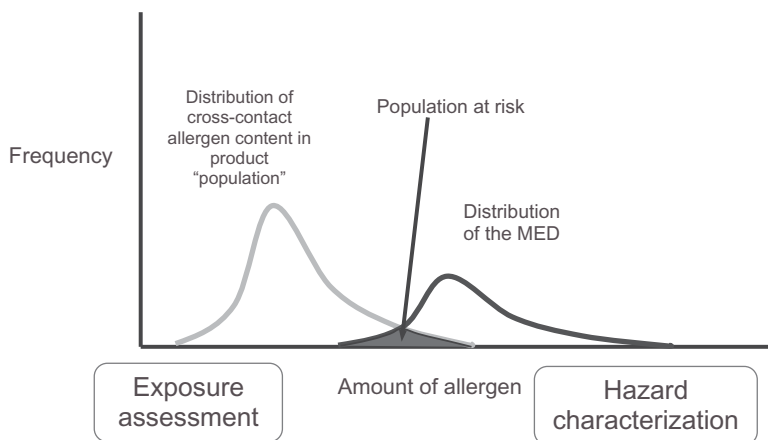 Distribution of
cross-contact
allergen content in
product
“population”
Population at risk
Frequency
Distribution
of the MED
Exposure
assessment
Amount of allergen
Hazard
characterization